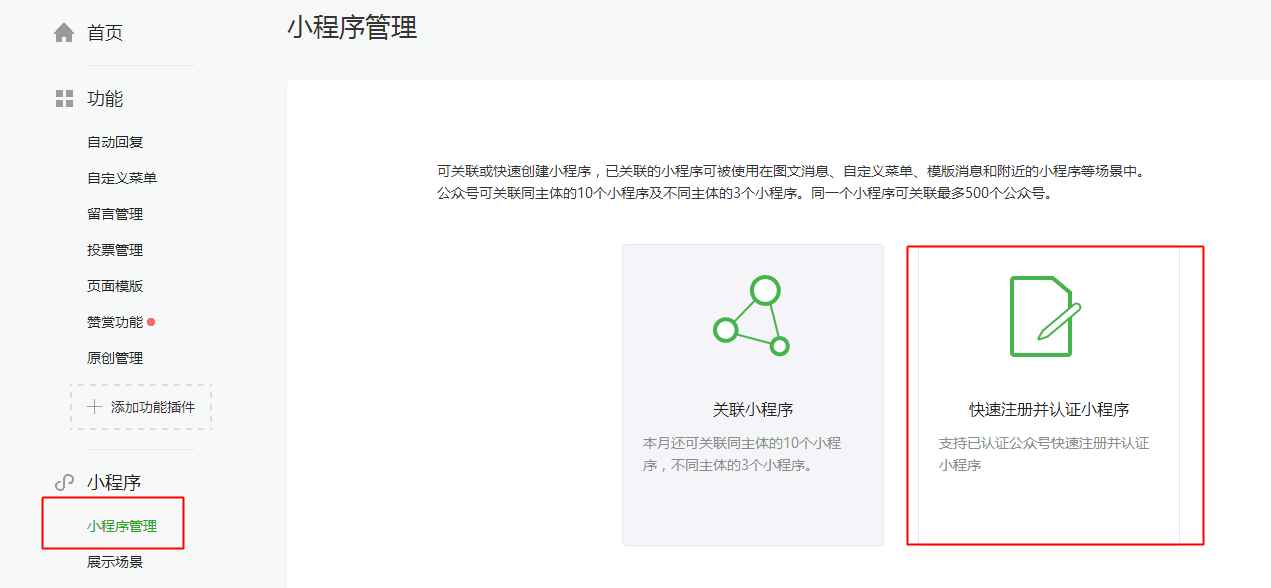 首页
功能
自动回复
自定义菜单
留言管理
投票管理
页面模版
赞赏功能
原创管理
添加功能插件
小程序
小程序管理
展示场景
小程序管理
可关联或快速创建小程序，已关联的小程序可被使用在图文消息、自定义菜单、模版消息和附近的小程序等场景中。
公众号可关联同主体的10个小程序及不同主体的3个小程序。同一个小程序可关联最多500个公众号。
关联小程序
本月还可关联同主体的10个小程
序，不同主体的3个小程序。
快速注册并认证小程序
支持已认证公众号快速注册并认证
小程序